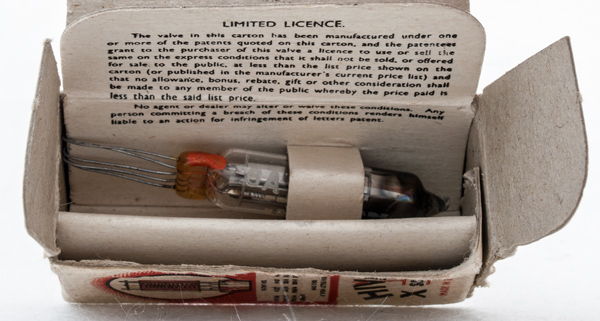 LIMITED LICENCE.
The valve in this carton has been manufactured under one
or more of the patents quoted on this carton, and the patentees
grant to the purchaser of this valve a licence to use or sell the
same on the express conditions that it shall not be sold, or offered
for sale to the public, at less than the list price shown on the
carton (or published in the manufacturer's current price list) and
that no allowance, bonus, rebate, gift or other consideration shall
be made to any member of the public whereby the price paid is
less than the said list price.
No agent or dealer may alter or waive these conditions. Any
person committing a breach of these conditions renders himself
liable to an action for infringement of letters patent.
HIV
X